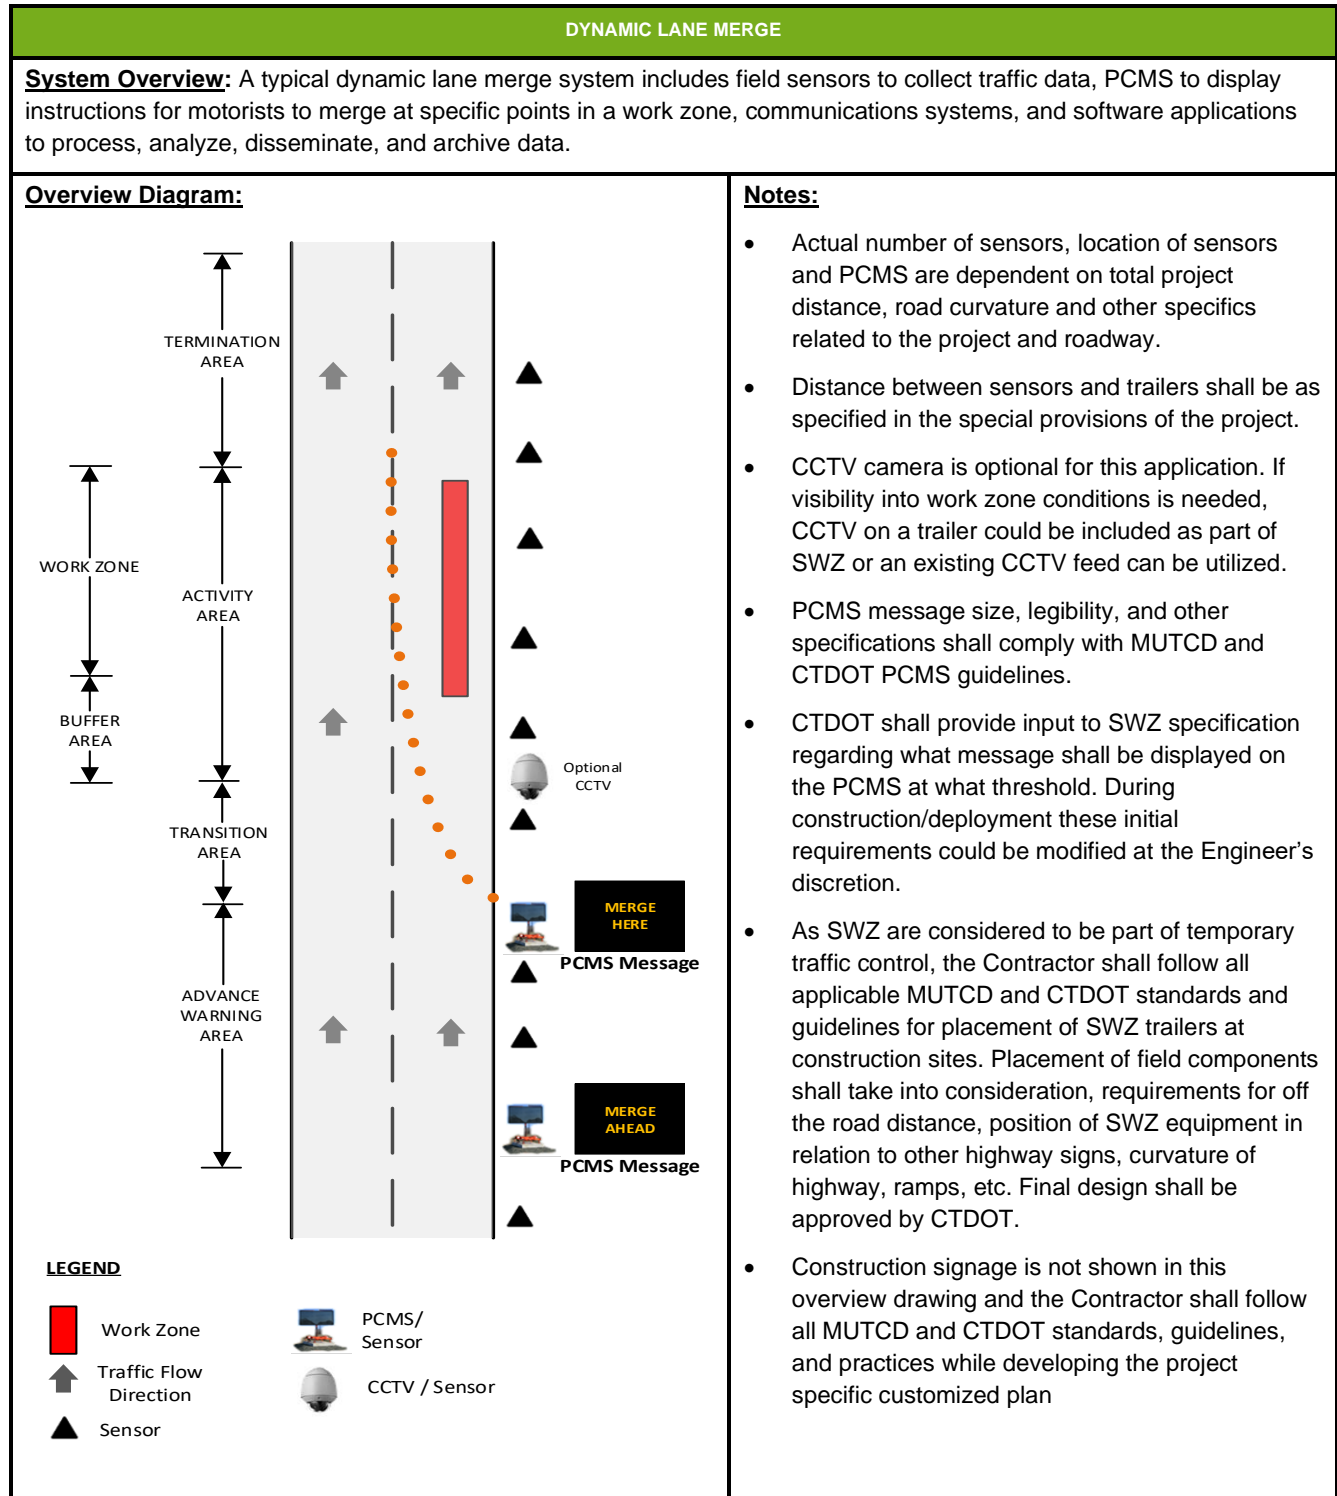 DYNAMIC LANE MERGE
System Overview: A typical dynamic lane merge system includes field sensors to collect traffic data, PCMS to display
instructions for motorists to merge at specific points in a work zone, communications systems, and software applications
to process, analyze, disseminate, and archive data.
Overview Diagram:
TERMINATION
AREA
WORK ZONE
ACTIVITY
AREA
BUFFER
AREA
Optional
CCTV
TRANSITION
AREA
MERGE
HERE
PCMS Message
ADVANCE
WARNING
AREA
MERGE
AHEAD
PCMS Message
LEGEND
Work Zone
Traffic Flow
Direction
Sensor
PCMS/
Sensor
CCTV / Sensor
Notes:
• Actual number of sensors, location of sensors
and PCMS are dependent on total project
distance, road curvature and other specifics
related to the project and roadway.
• Distance between sensors and trailers shall be as
specified in the special provisions of the project.
• CCTV camera is optional for this application. If
visibility into work zone conditions is needed,
CCTV on a trailer could be included as part of
SWZ or an existing CCTV feed can be utilized.
• PCMS message size, legibility, and other
specifications shall comply with MUTCD and
CTDOT PCMS guidelines.
• CTDOT shall provide input to SWZ specification
regarding what message shall be displayed on
the PCMS at what threshold. During
construction/deployment these initial
requirements could be modified at the Engineer's
discretion.
• As SWZ are considered to be part of temporary
traffic control, the Contractor shall follow all
applicable MUTCD and CTDOT standards and
guidelines for placement of SWZ trailers at
construction sites. Placement of field components
shall take into consideration, requirements for off
the road distance, position of SWZ equipment in
relation to other highway signs, curvature of
highway, ramps, etc. Final design shall be
approved by CTDOT.
• Construction signage is not shown in this
overview drawing and the Contractor shall follow
all MUTCD and CTDOT standards, guidelines,
and practices while developing the project
specific customized plan